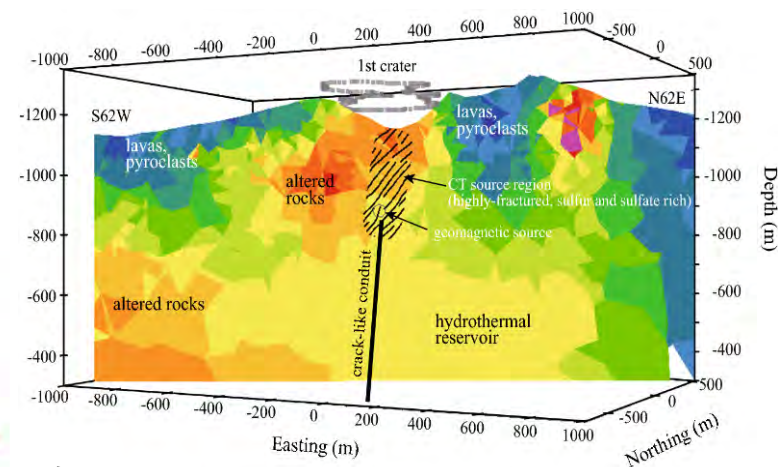 -1000 -800 -600 -400 -200 0 200 400 600 800 1000
-500
0
500
1st crater
S62W
N62E
-1000
-1200
-1000
-800
-600
-400
-1200
-1000
-800
-600
-400
Depth (m)
lavas,
pyroclasts
lavas,
pyroclasts
altered
rocks
CT source region
(highly-fractured, sulfur and sulfate rich)
geomagnetic source
altered rocks
crack-like conduit
hydrothermal
reservoir
-1000 -800 -600 -400 -200 0 200 400 600 800 1000
-500
0
500
Easting (m)
Northing (m)